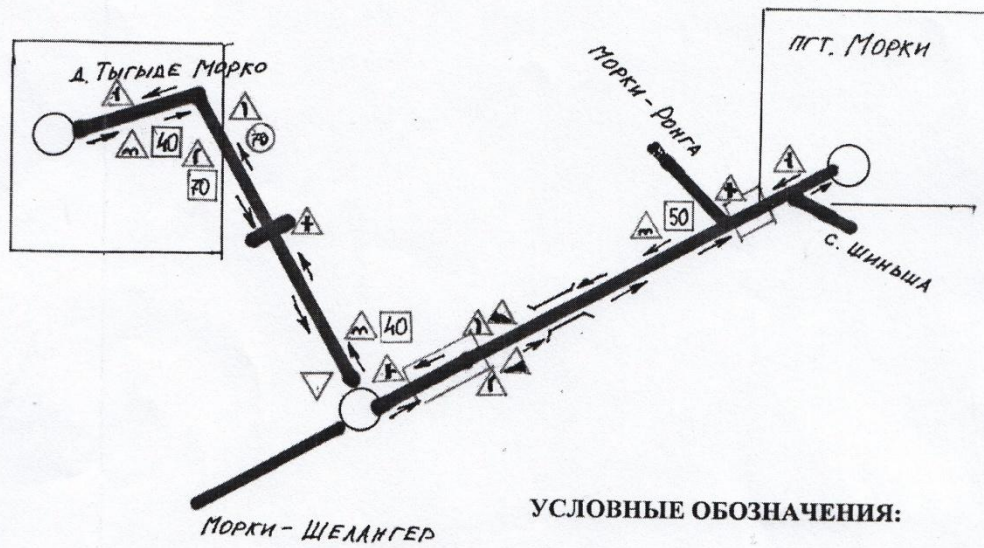 д. Тыгыде Морко
40
70
70
Морки-Ронга
пгт. Морки
50
с. Шиньша
40
Морки-Шелангер
УСЛОВНЫЕ ОБОЗНАЧЕНИЯ: